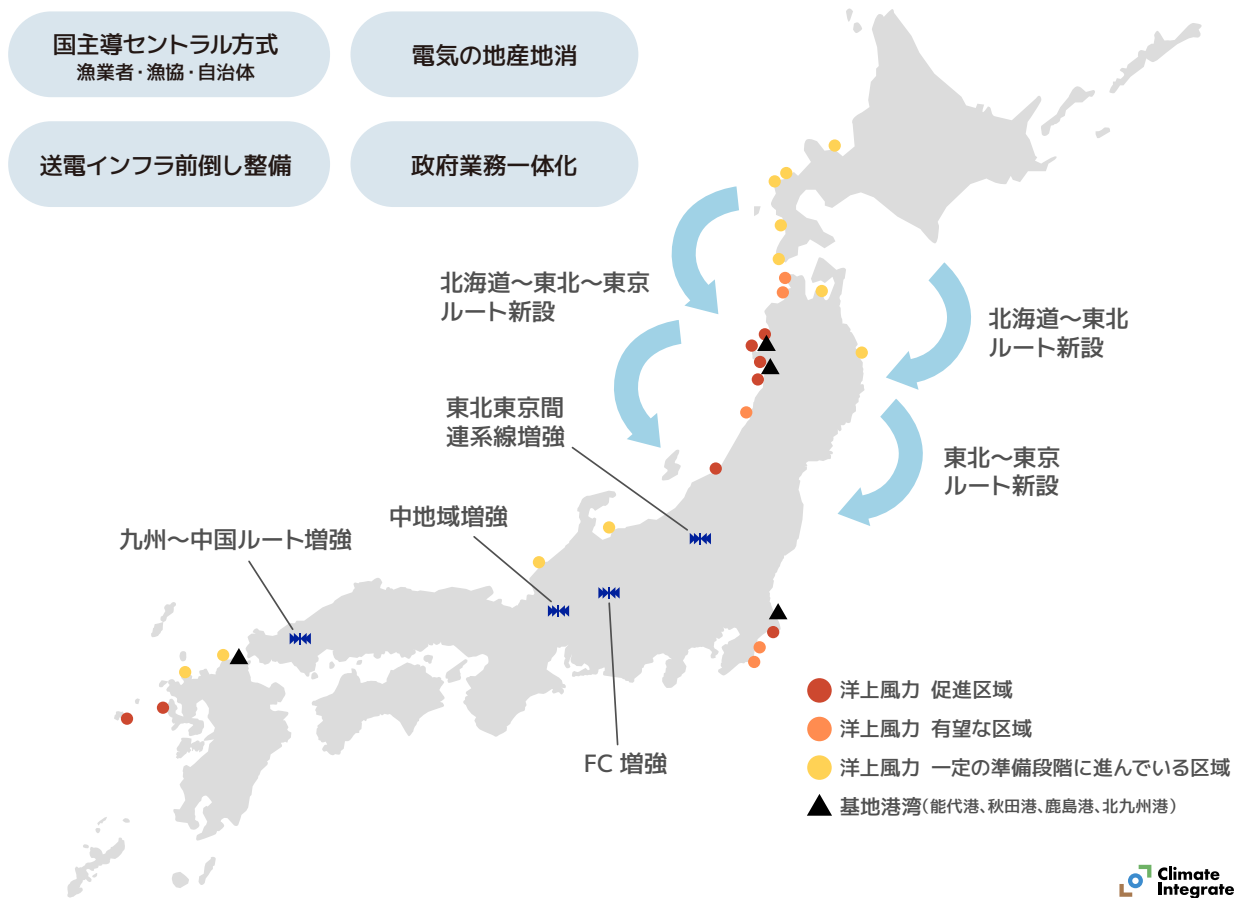 国主導セントラル方式
漁業者・漁協・自治体
電気の地産地消
送電インフラ前倒し整備
政府業務一体化
北海道~東北~東京
ルート新設
北海道~東北
ルート新設
東北東京間
連系線増強
東北~東京
ルート新設
中地域増強
九州~中国ルート増強
FC 増強
洋上風力 促進区域
洋上風力 有望な区域
洋上風力 一定の準備段階に進んでいる区域
基地港湾(能代港、秋田港、鹿島港、北九州港)
Climate
Integrate